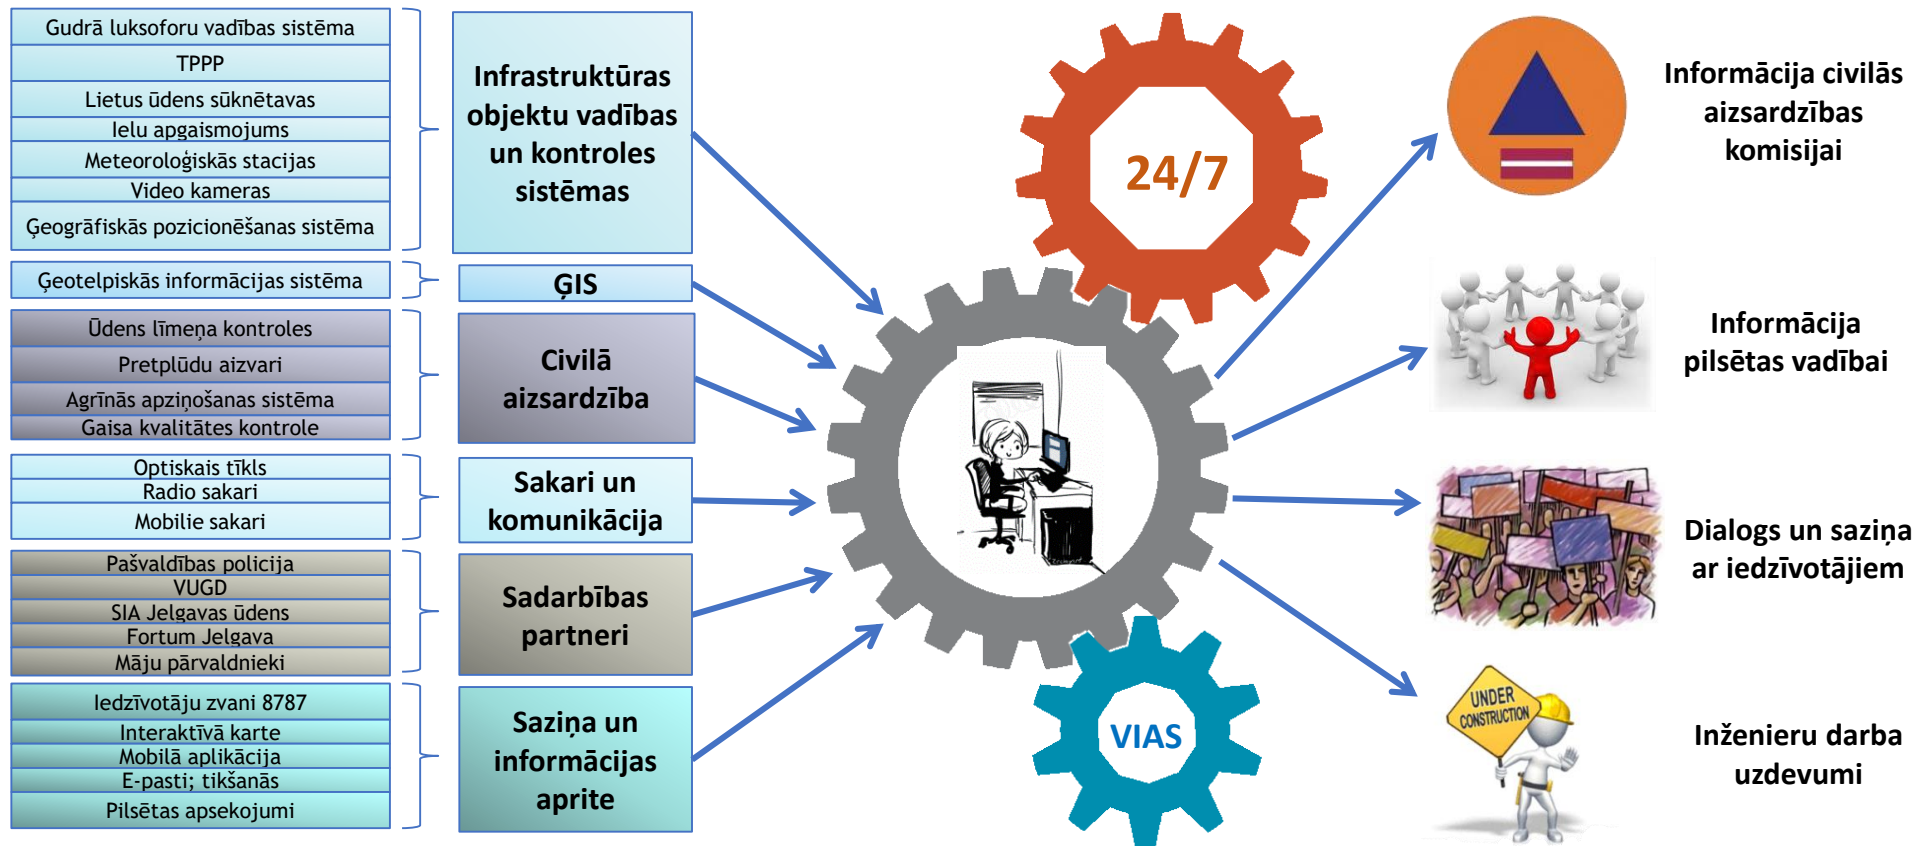 Gudrā luksoforu vadības sistēma
TPPP
Lietus ūdens sūknētavas
Ielu apgaismojums
Meteoroloģiskās stacijas
Video kameras
Ģeogrāfiskās pozicionēšanas sistēma
Ģeotelpiskās informācijas sistēma
Ūdens līmeņa kontroles
Pretplūdu aizvari
Agrīnās apziņošanas sistēma
Gaisa kvalitātes kontrole
Optiskais tīkls
Radio sakari
Mobilie sakari
Pašvaldības policija
VUGD
SIA Jelgavas ūdens
Fortum Jelgava
Māju pārvaldnieki
Iedzīvotāju zvani 8787
Interaktīvā karte
Mobilā aplikācija
E-pasti; tikšanās
Pilsētas apsekojumi
Infrastruktūras
objektu vadības
un kontroles
sistēmas
ĢIS
Civilā
aizsardzība
Sakari un
komunikācija
Sadarbības
partneri
Saziņa un
informācijas
aprite
24/7
VIAS
Informācija civilās
aizsardzības
komisijai
Informācija
pilsētas vadībai
Dialogs un saziņa
ar iedzīvotājiem
UNDER
CONSTRUCTION
Inženieru darba
uzdevumi